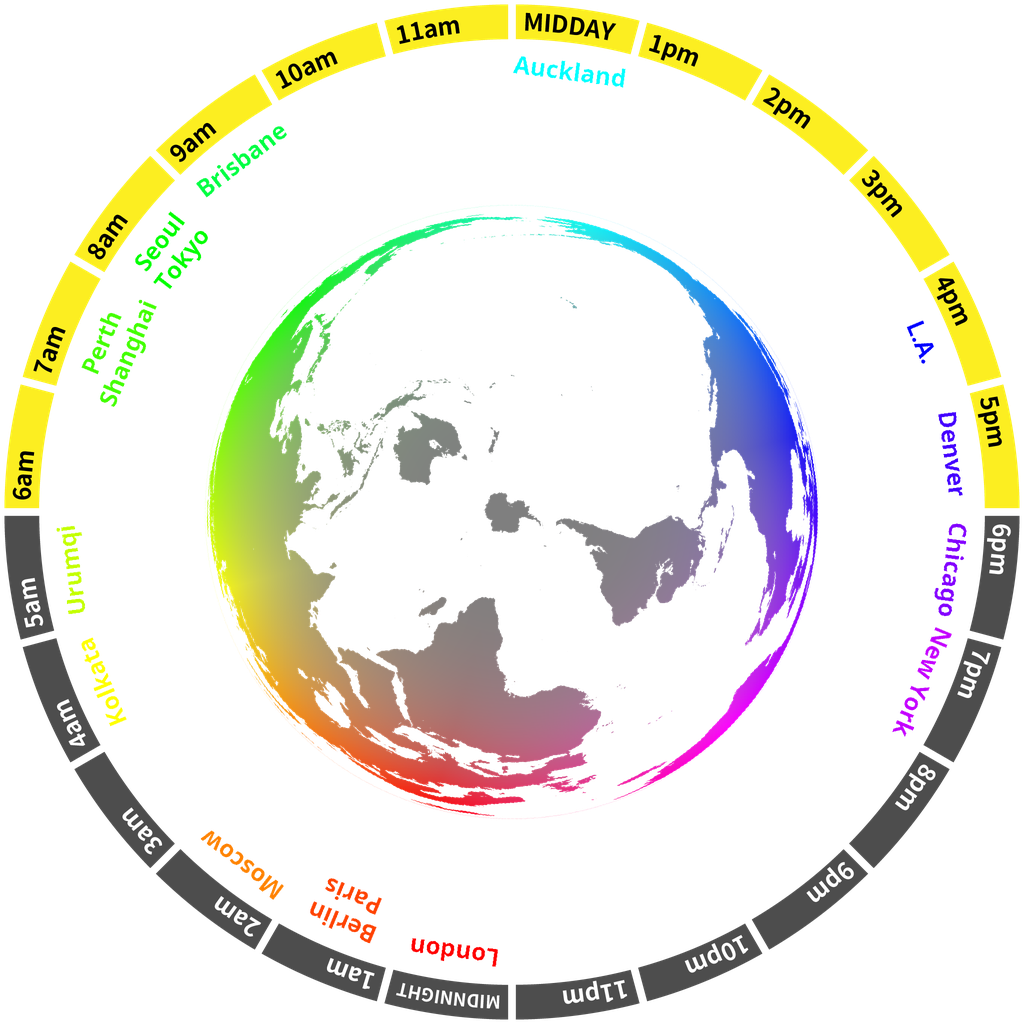 MIDDAY
1pm
2pm
3pm
4pm
5pm
6pm
7pm
8pm
9pm
10pm
11pm
MIDNNIGHT
1am
2am
3am
4am
5am
6am
7am
8am
9am
10am
11am
Auckland
L.A.
Denver
Chicago
New York
London
Paris
Berlin
Moscow
Kolkata
Urumqi
Shanghai
Perth
Tokyo
Seoul
Brisbane